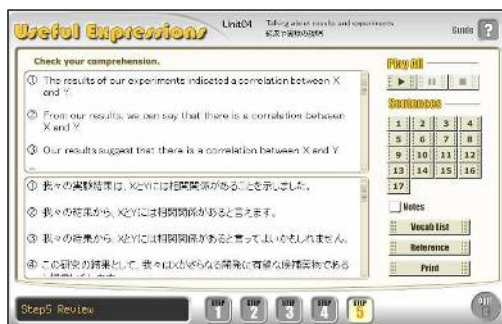 Useful Expressions
Unit04 Talking about results and experiments
結果や実験の説明
Guide ?
Check your comprehension.
① The results of our experiments indicated a correlation between X
and Y.
② From our results, we can say that there is a correlation between
X and Y.
③ Our results suggest that there is a correlation between X and Y.
① 我々の実験結果は、XとYには相関関係があることを示しました。
② 我々の結果から、XとYには相関関係があると言えます。
③ 我々の結果から、XとYには相関関係があると言ってよいかもしれません。
④ この研究の結果として、我々はXがさらなる開発に有望な候補薬物である
Play All
Sentences
1 2 3 4
5 6 7 8
9 10 11 12
13 14 15 16
17
Notes
Vocab List
Reference
Print
Step5 Review
STEP 1
STEP 2
STEP 3
STEP 4
STEP 5